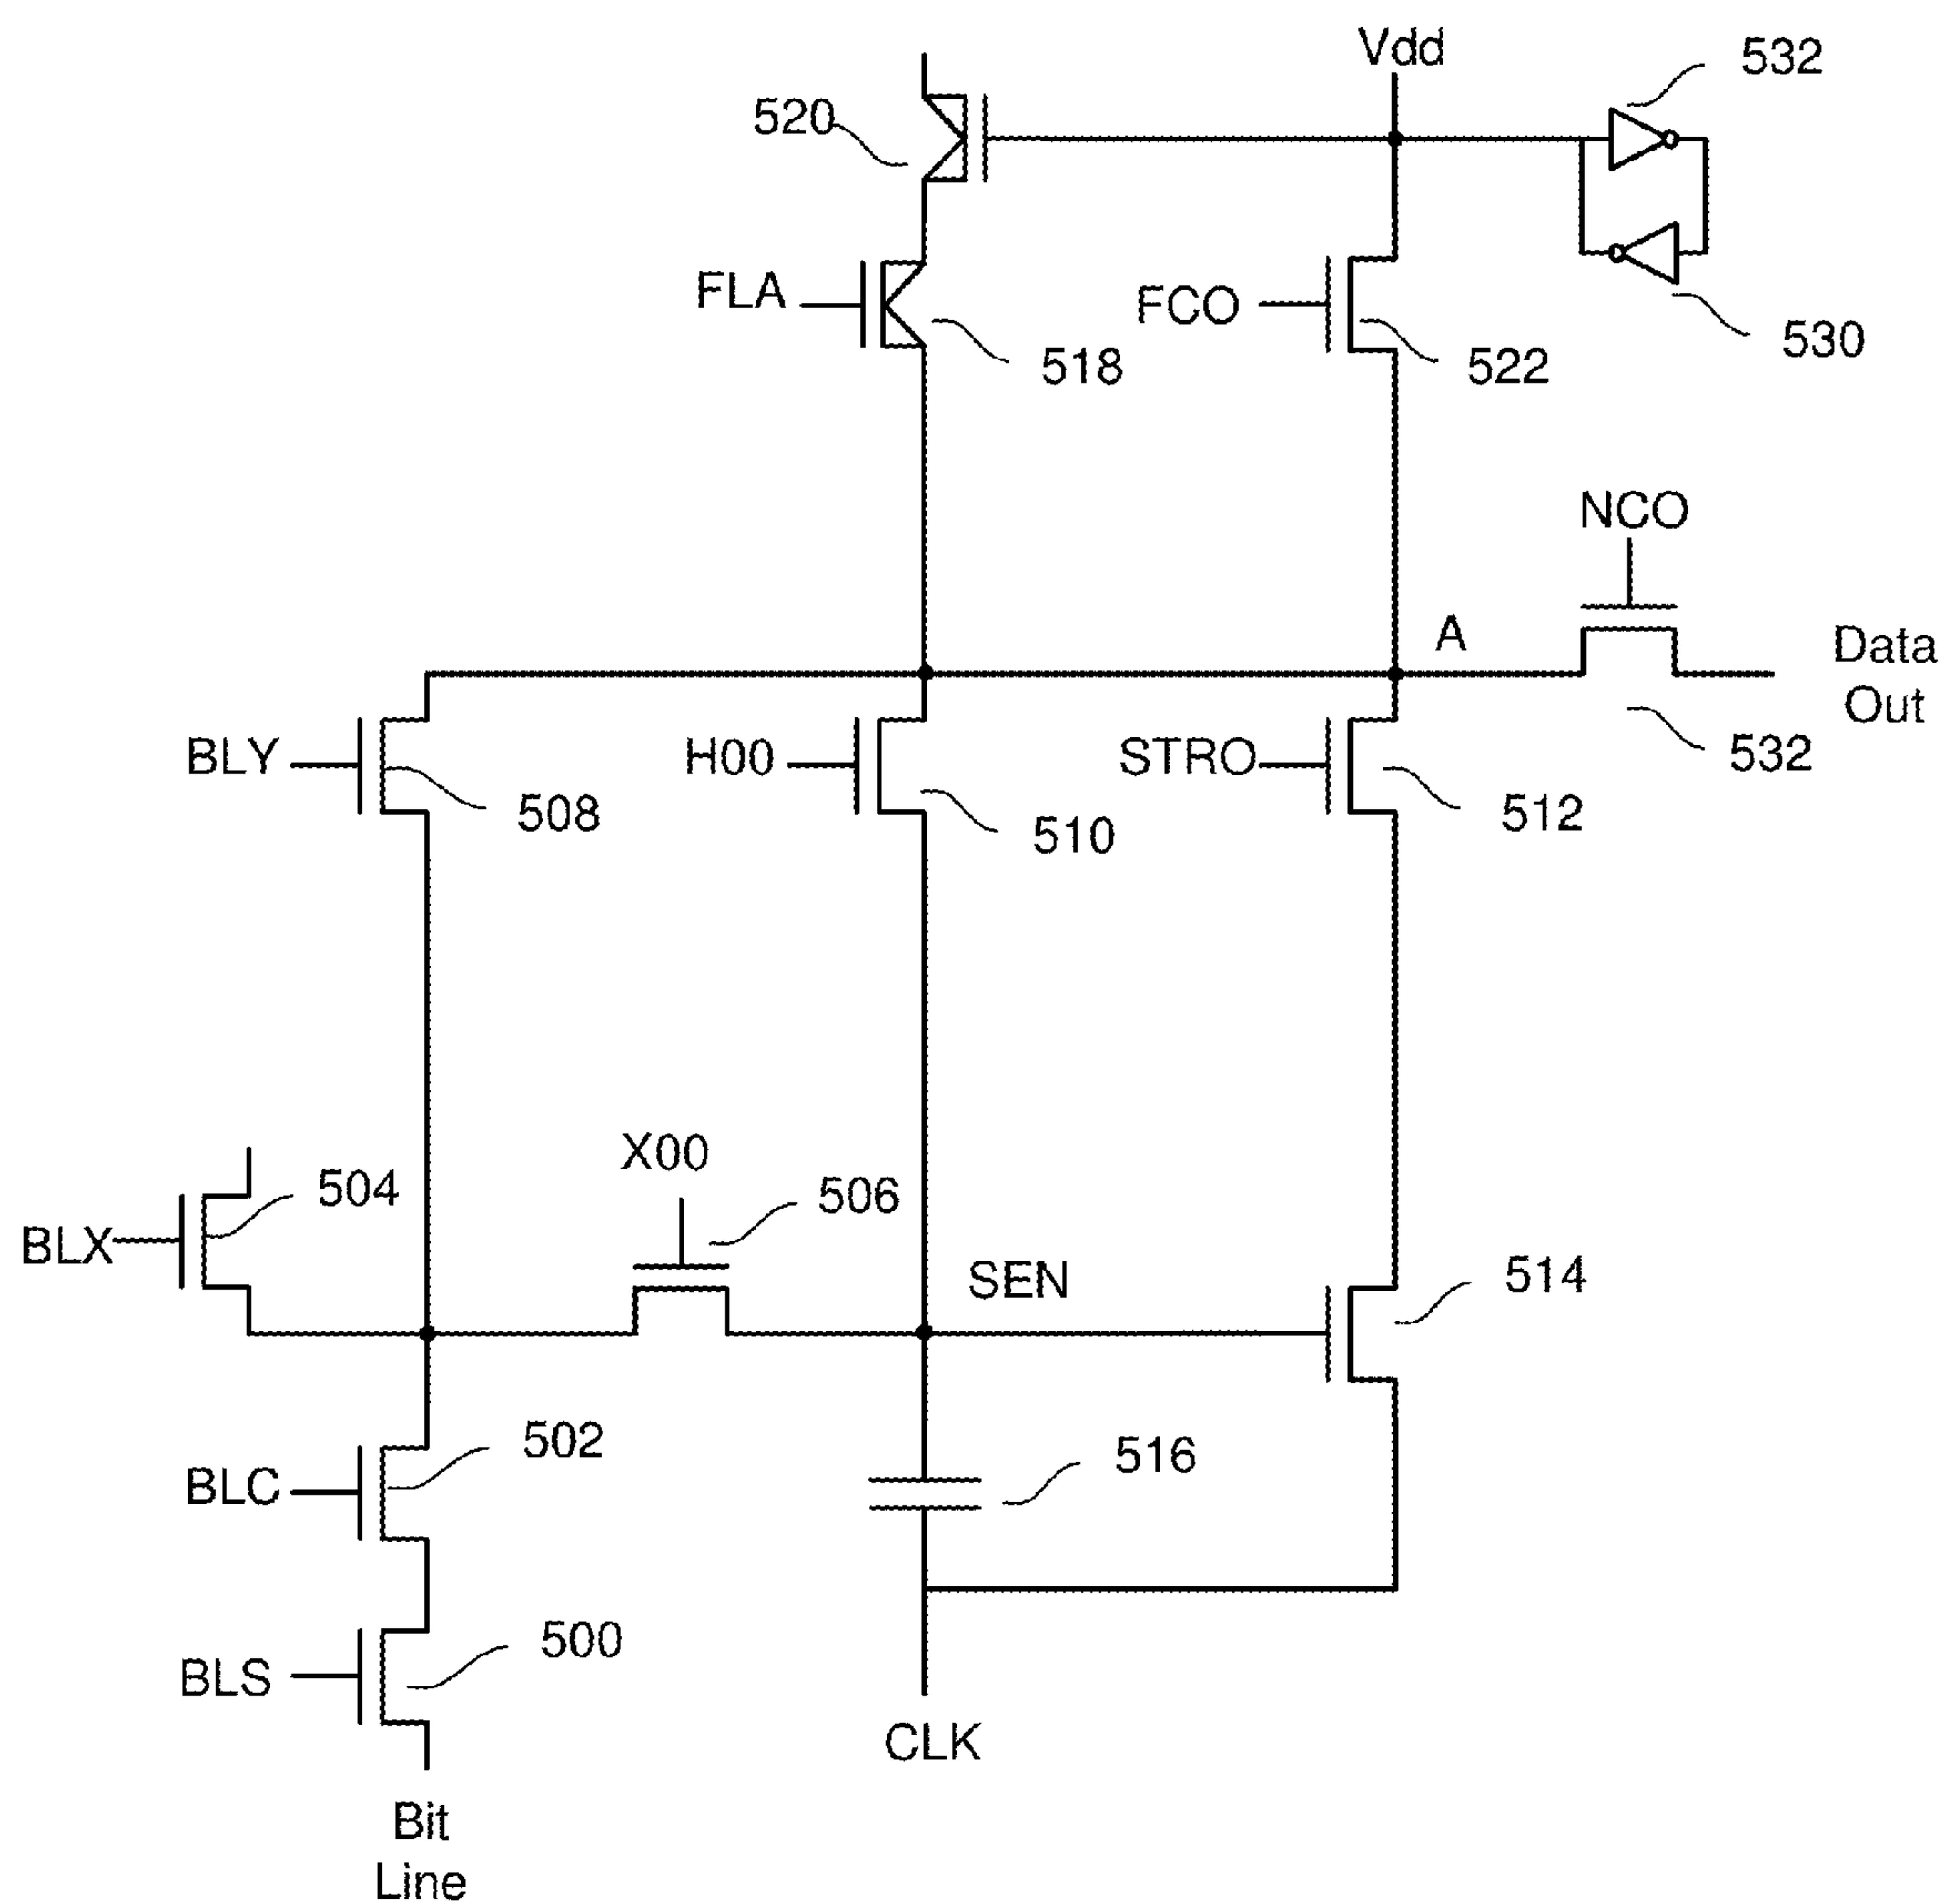 Vdd
532
520
FLA
518
FCO
522
530
NCO
A
Data
Out
532
BLY
508
H00
510
STRO
512
X00
506
504
BLX
SEN
514
BLC
502
516
BLS
500
CLK
Bit
Line